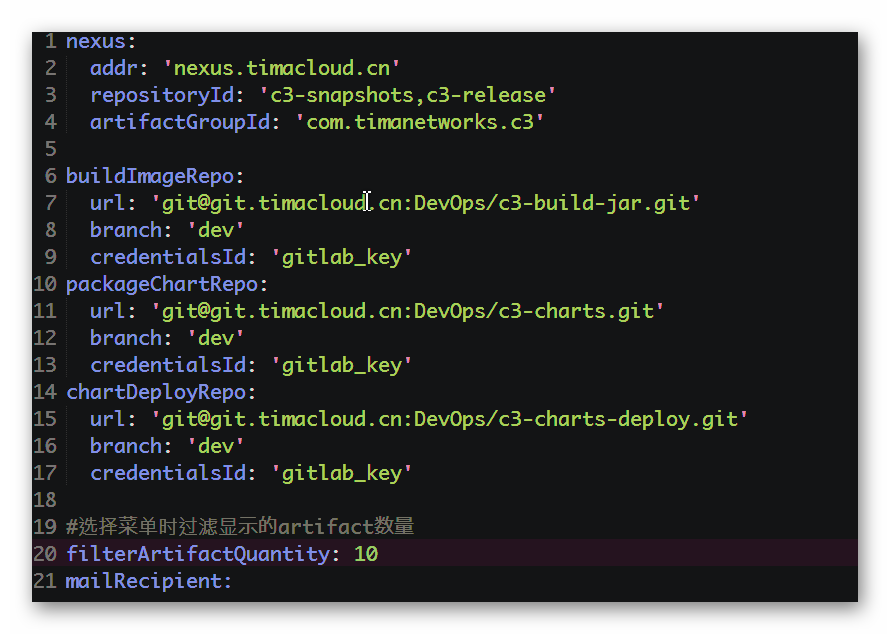 1 nexus:
2   addr: 'nexus.timacloud.cn'
3   repositoryId: 'c3-snapshots,c3-release'
4   artifactGroupId: 'com.timanetworks.c3'
5
6 buildImageRepo:
7   url: 'git@git.timacloud.cn:DevOps/c3-build-jar.git'
8   branch: 'dev'
9   credentialsId: 'gitlab_key'
10 packageChartRepo:
11   url: 'git@git.timacloud.cn:DevOps/c3-charts.git'
12   branch: 'dev'
13   credentialsId: 'gitlab_key'
14 chartDeployRepo:
15   url: 'git@git.timacloud.cn:DevOps/c3-charts-deploy.git'
16   branch: 'dev'
17   credentialsId: 'gitlab_key'
18
19 #选择菜单时过滤显示的artifact数量
20 filterArtifactQuantity: 10
21 mailRecipient: